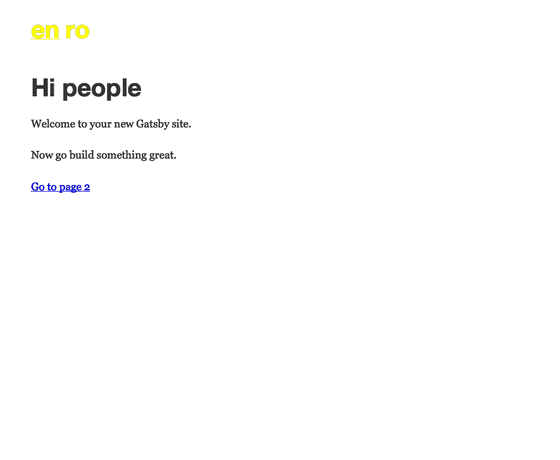 en ro
Hi people
Welcome to your new Gatsby site.
Now go build something great.
Go to page 2